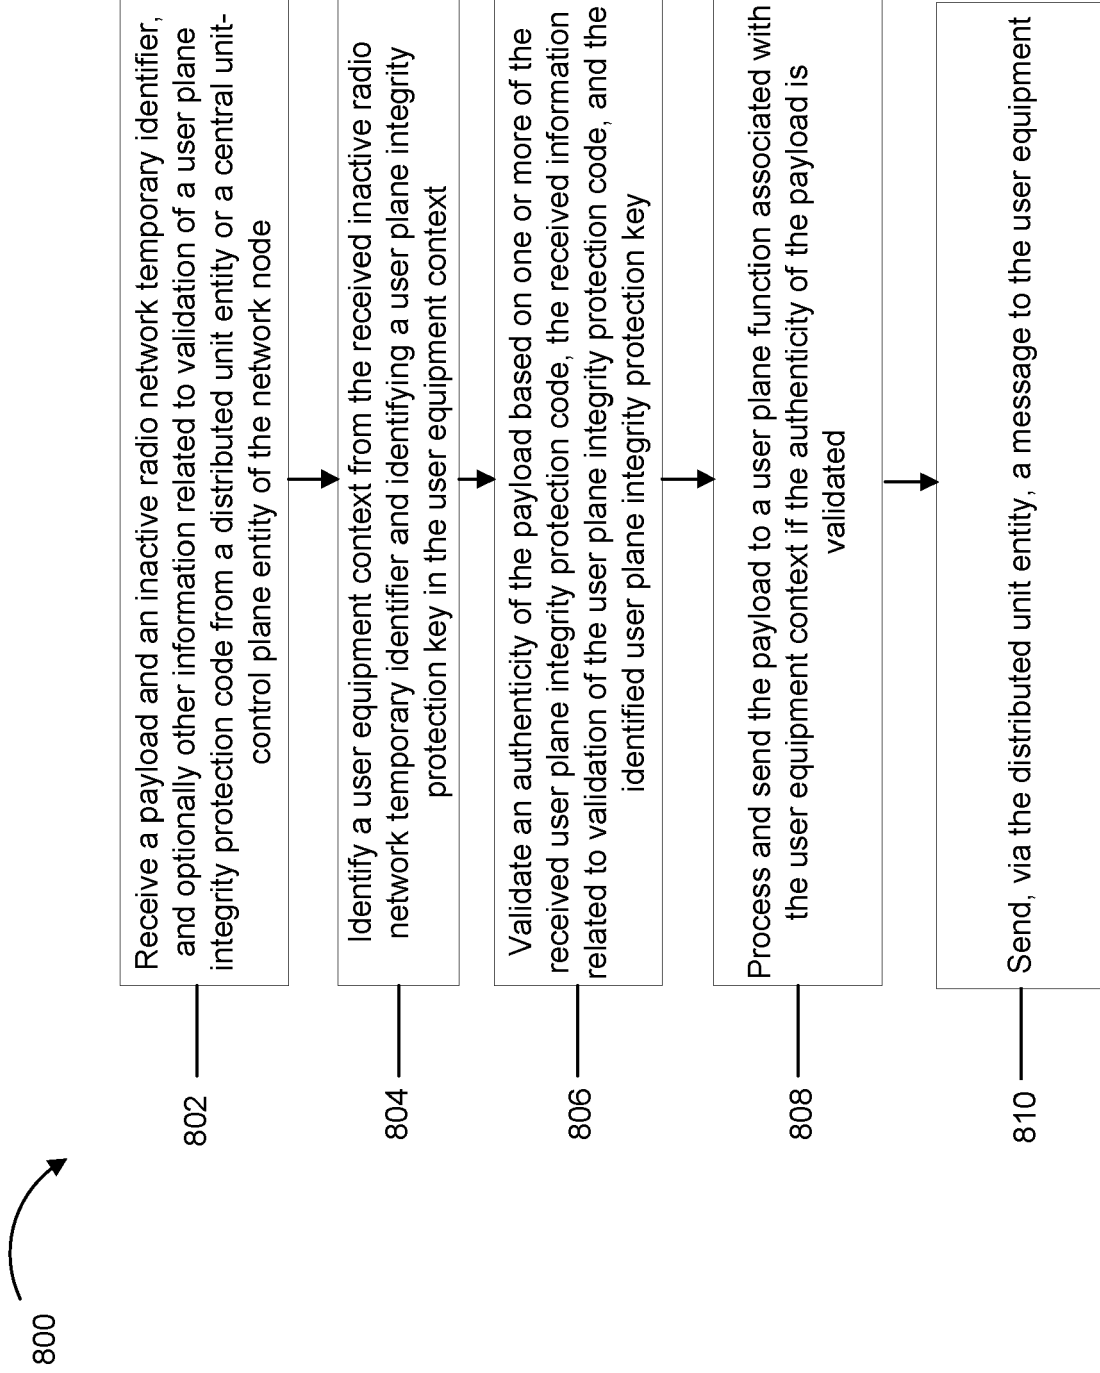 800
802
Receive a payload and an inactive radio network temporary identifier,
and optionally other information related to validation of a user plane
integrity protection code from a distributed unit entity or a central unit-
control plane entity of the network node
804
Identify a user equipment context from the received inactive radio
network temporary identifier and identifying a user plane integrity
protection key in the user equipment context
806
Validate an authenticity of the payload based on one or more of the
received user plane integrity protection code, the received information
related to validation of the user plane integrity protection code, and the
identified user plane integrity protection key
808
Process and send the payload to a user plane function associated with
the user equipment context if the authenticity of the payload is
validated
810
Send, via the distributed unit entity, a message to the user equipment